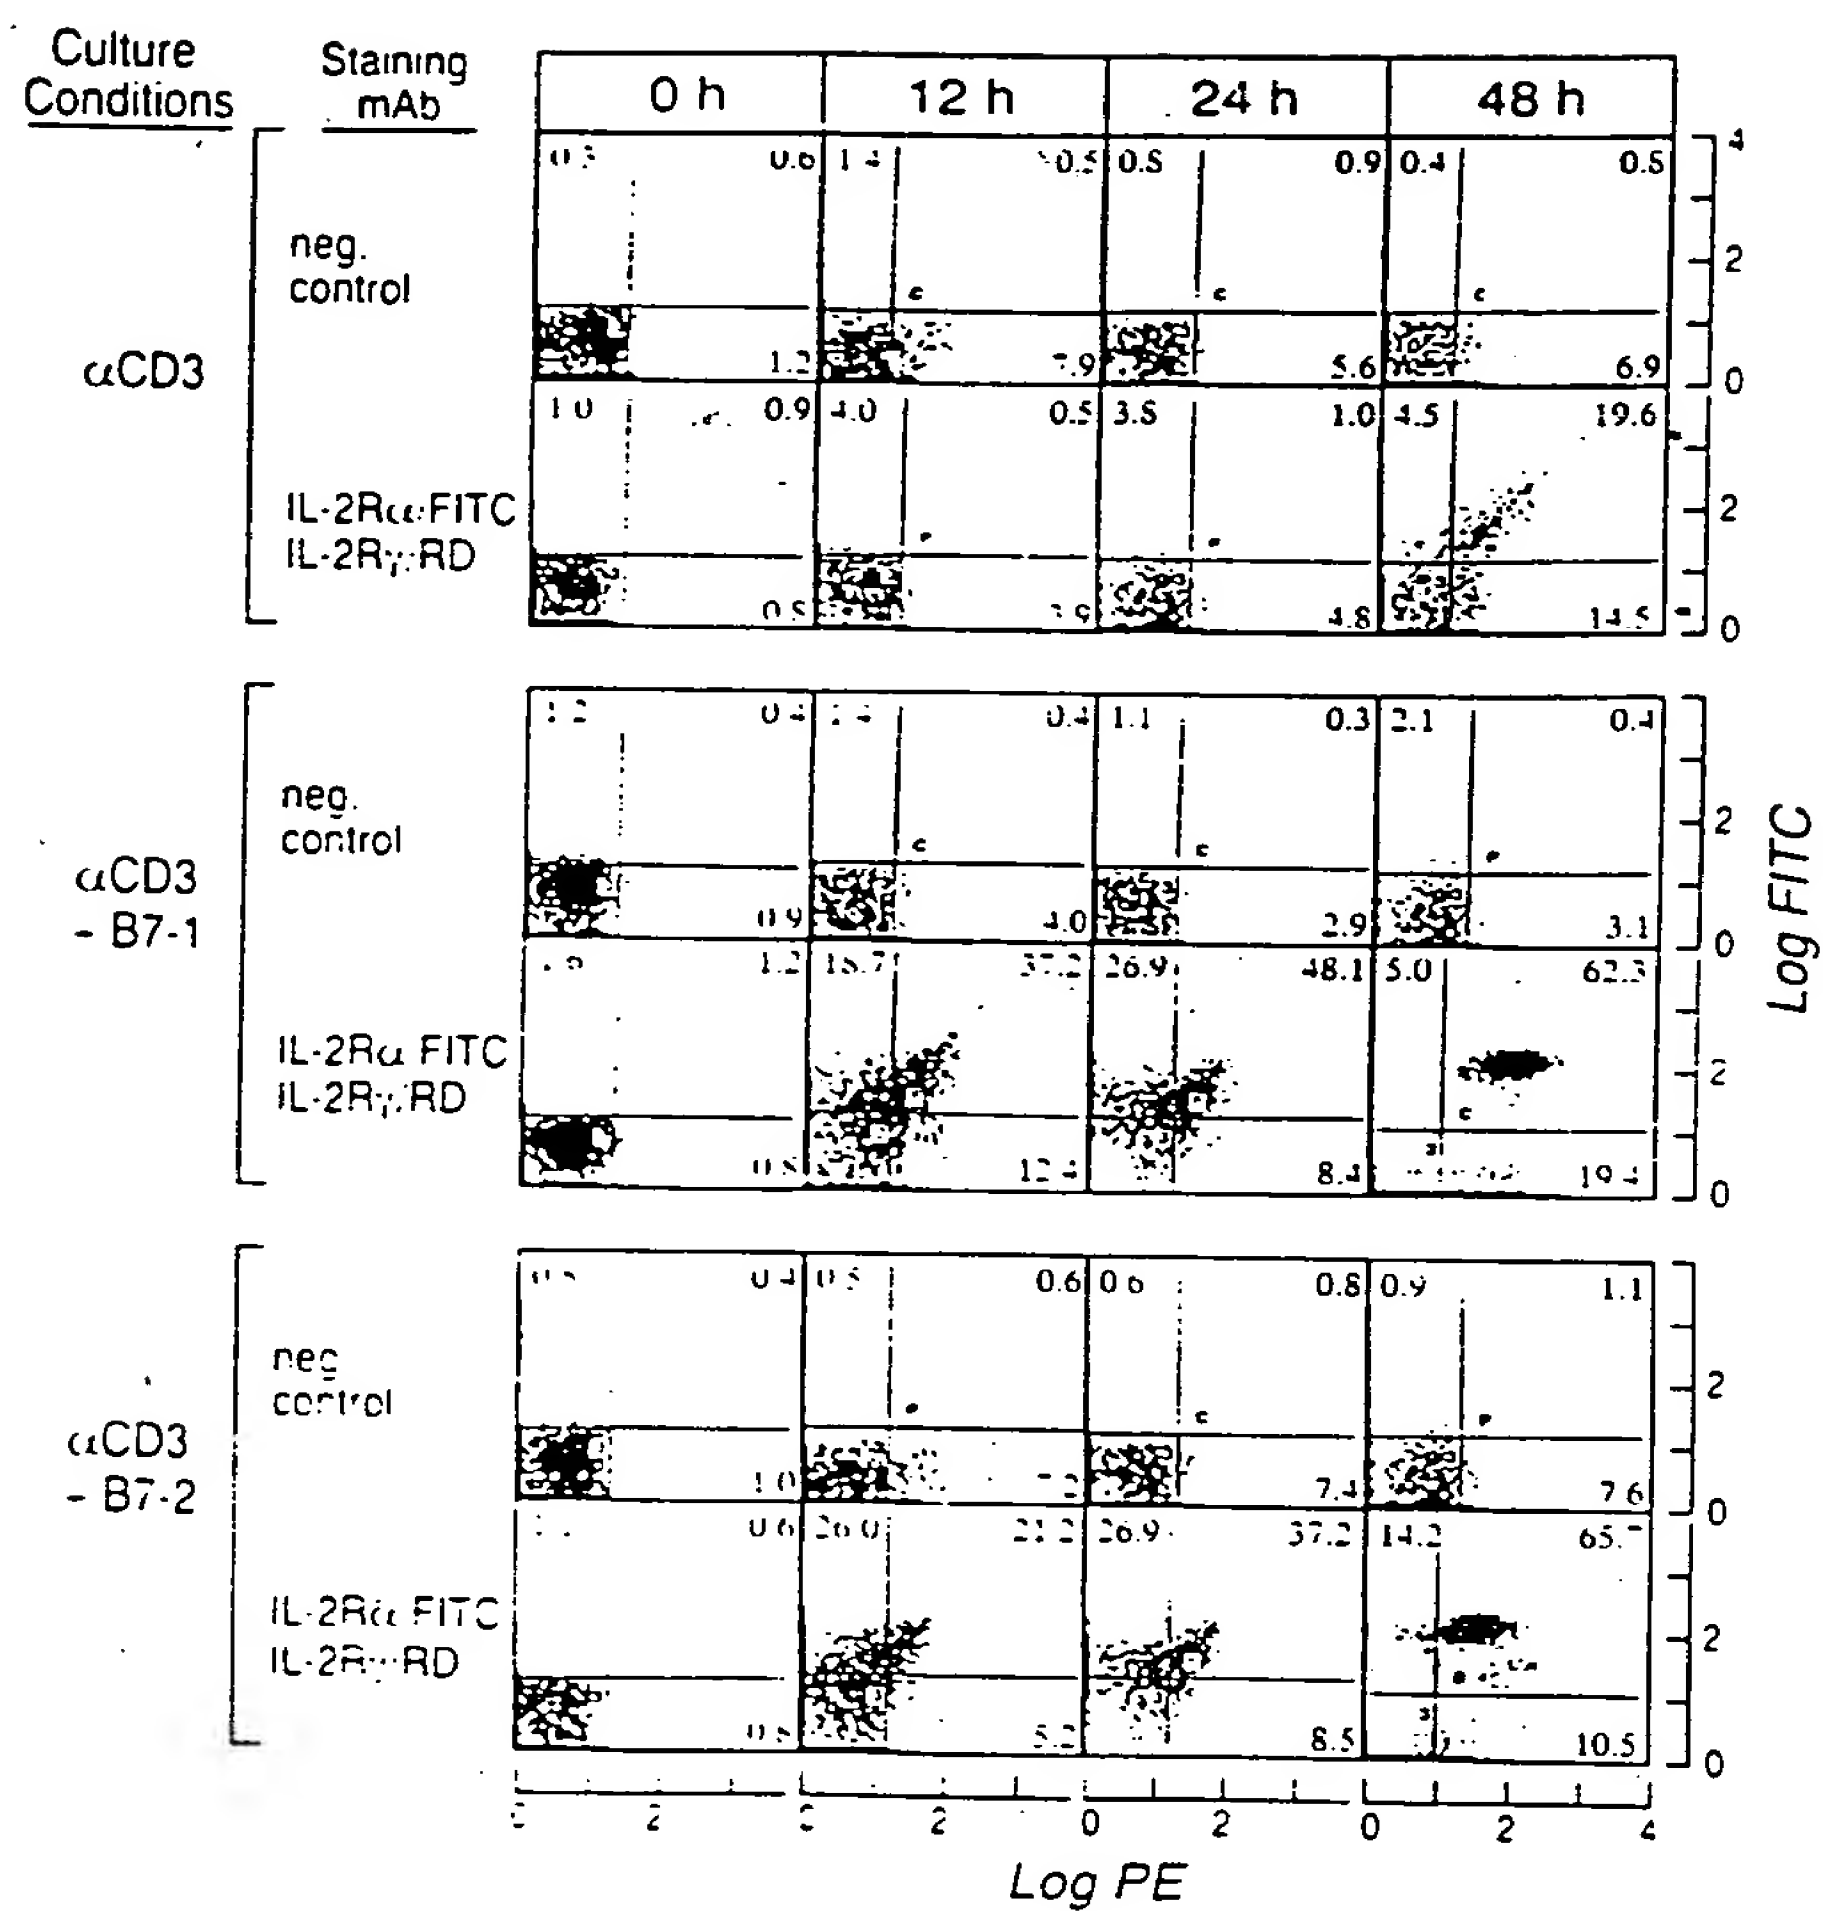 Culture
Conditions
Staining
mAb
0 h 12 h 24 h 48 h
αCD3
neg.
control
0.6 0.9 0.4
1.2 5.6 6.9
4
2
0
IL-2Rα:FITC
IL-2Rγ:RD
1.0 0.9 4.0 0.5 1.0 4.5 19.6
4.8 14.5
2
0
αCD3
- B7-1
neg.
control
1.2 0.4 0.4 1.1 0.3 2.1 0.4
0.9 4.0 2.9 3.1
2
0
IL-2Rα FITC
IL-2Rγ:RD
1.2 37.2 26.9 48.1 5.0 62.3
12.4 8.4 19.4
2
0
αCD3
- B7-2
neg
control
0.4 0.6 0.6 0.8 0.9 1.1
1.0 7.4 7.6
2
0
IL-2Rα FITC
IL-2R RD
0.6 26.0 21.2 26.9 37.2 14.2
5.2 8.5 10.5
2
0
2 2 0 2 0 2 4
Log PE
Log FITC